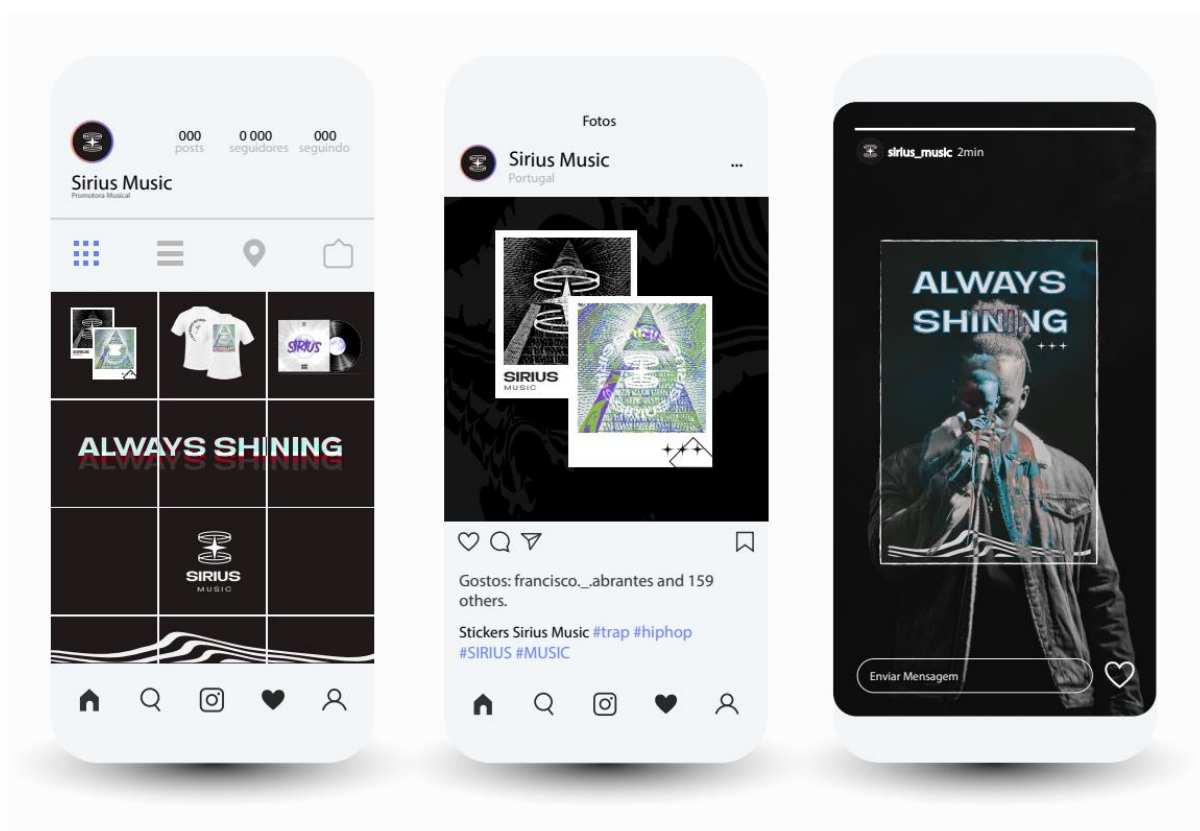 000
0 000
000
posts
seguidores
seguindo
Sirius Music
Promotora Musical
SIRIUS
ALWAYS SHINING
SIRIUS
MUSIC
Fotos
Sirius Music
...
Portugal
SIRIUS
MUSIC
SIRIUS
Gostos: francisco._.abrantes and 159
others.
Stickers Sirius Music #trap #hiphop
#SIRIUS #MUSIC
sirius_music 2min
ALWAYS
SHINING
Enviar Mensagem